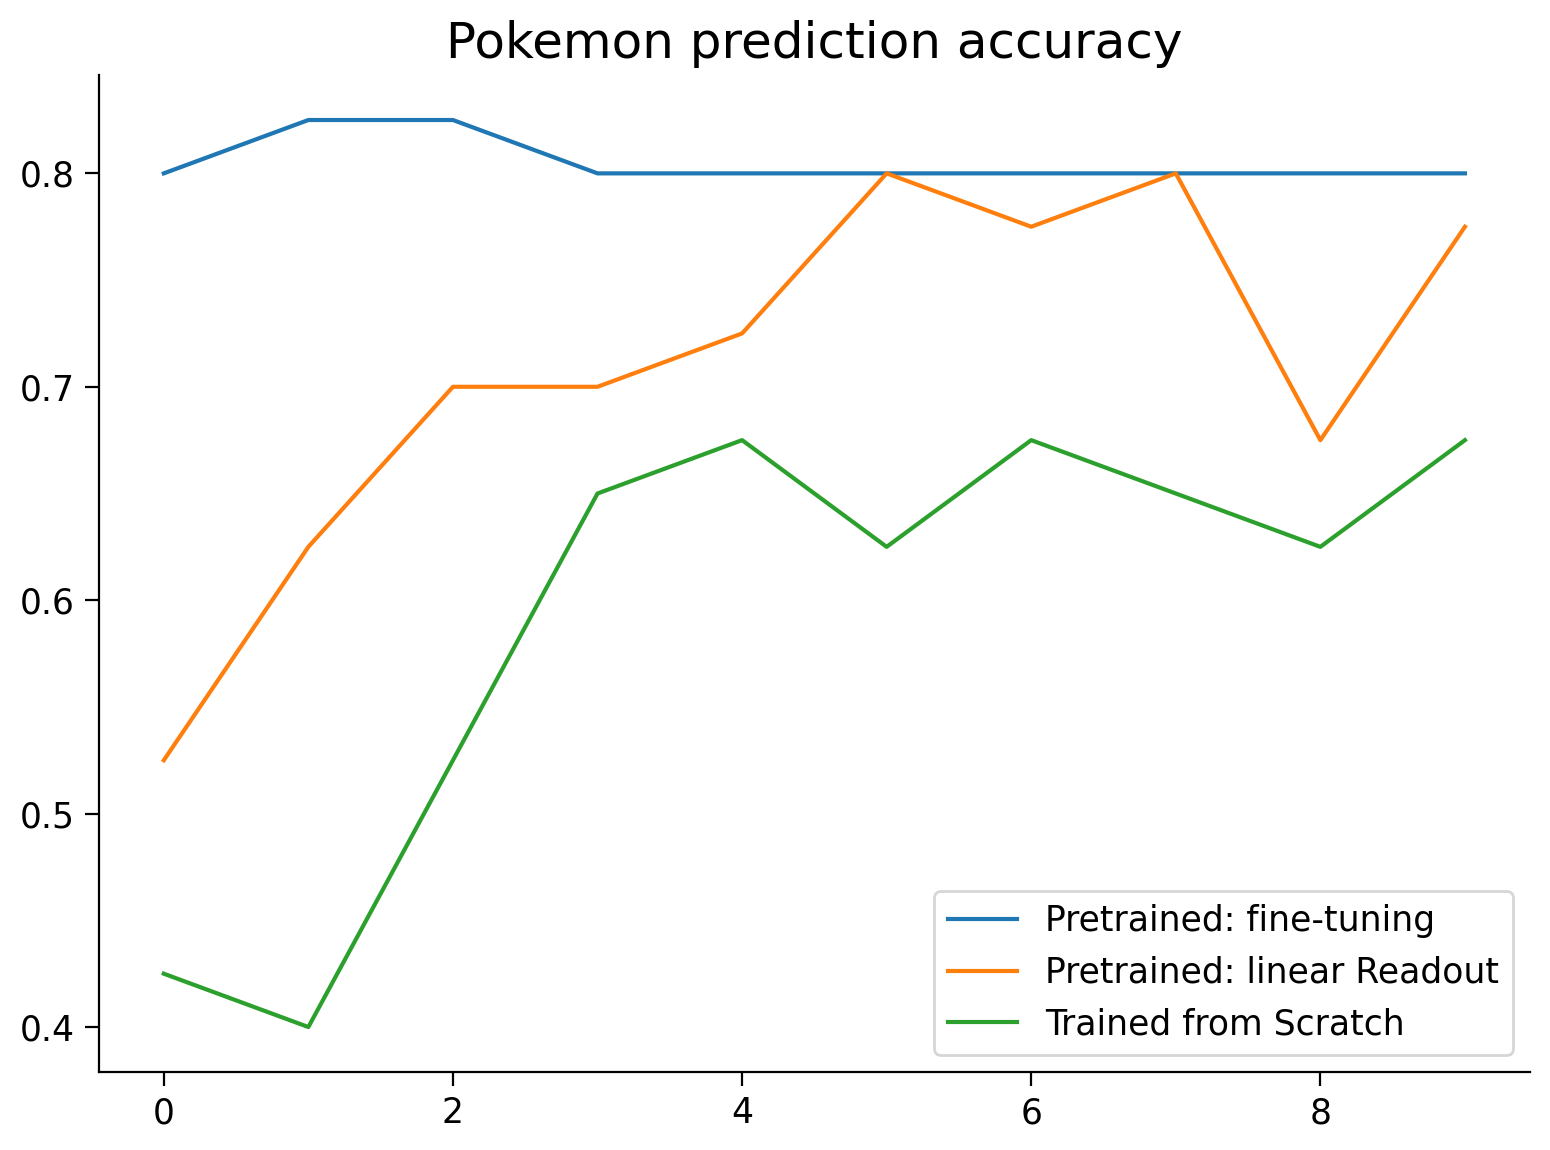 Pokemon prediction accuracy
0.8
0.7
0.6
0.5
0.4
Pretrained: fine-tuning
Pretrained: linear Readout
Trained from Scratch
0 2 4 6 8